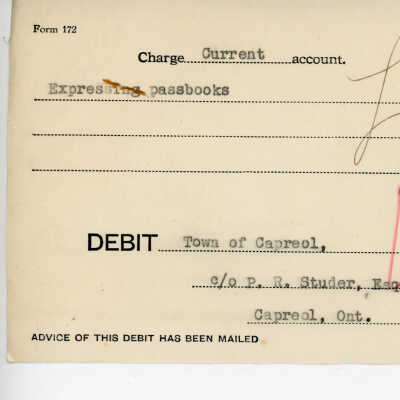 Form 172
Charge Current account.
Expressing passbooks
DEBIT Town of Capreol,
c/o P. R. Studer, Esq
Capreol, Ont.
ADVICE OF THIS DEBIT HAS BEEN MAILED